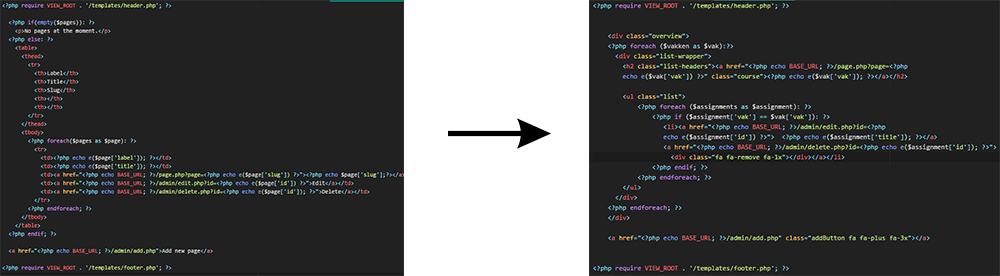 <?php require VIEW_ROOT . '/templates/header.php'; ?>
<?php if(empty($pages)): ?>
<p>No pages at the moment.</p>
<?php else: ?>
<table>
<thead>
<tr>
<th>Label</th>
<th>Title</th>
<th>Slug</th>
<th></th>
<th></th>
</tr>
</thead>
<tbody>
<?php foreach($pages as $page): ?>
<tr>
<td><?php echo e($page['label']); ?></td>
<td><?php echo e($page['title']); ?></td>
<td><a href="<?php echo BASE_URL; ?>/page.php?page=<?php echo e($page['slug']) ?>"><?php echo $page['slug'];?></a>
<td><a href="<?php echo BASE_URL; ?>/admin/edit.php?id=<?php echo e($page['id']) ?>">Edit</a></td>
<td><a href="<?php echo BASE_URL; ?>/admin/delete.php?id=<?php echo e($page['id']); ?>">Delete</a></td>
</tr>
<?php endforeach; ?>
</tbody>
</table>
<?php endif; ?>
<a href="<?php echo BASE_URL; ?>/admin/add.php">Add new page</a>
<?php require VIEW_ROOT . '/templates/footer.php'; ?>
<?php require VIEW_ROOT . '/templates/header.php'; ?>
<div class="overview">
<?php foreach ($vakken as $vak):?>
<div class="list-wrapper">
<h2 class="list-headers"><a href="<?php echo BASE_URL; ?>/page.php?page=<?php
echo e($vak['vak']) ?>" class="course"><?php echo e($vak['vak']); ?></a></h2>
<ul class="list">
<?php foreach ($assignments as $assignment): ?>
<?php if ($assignment['vak'] == $vak['vak']): ?>
<li><a href="<?php echo BASE_URL; ?>/admin/edit.php?id=<?php
echo e($assignment['id']) ?>"> <?php echo e($assignment['title']); ?></a>
<a href="<?php echo BASE_URL; ?>/admin/delete.php?id=<?php echo e($assignment['id']); ?>">
<div class="fa fa-remove fa-1x"></div></a></li>
<?php endif; ?>
<?php endforeach; ?>
</ul>
</div>
<?php endforeach; ?>
</div>
<a href="<?php echo BASE_URL; ?>/admin/add.php" class="addButton fa fa-plus fa-3x"></a>
<?php require VIEW_ROOT . '/templates/footer.php'; ?>